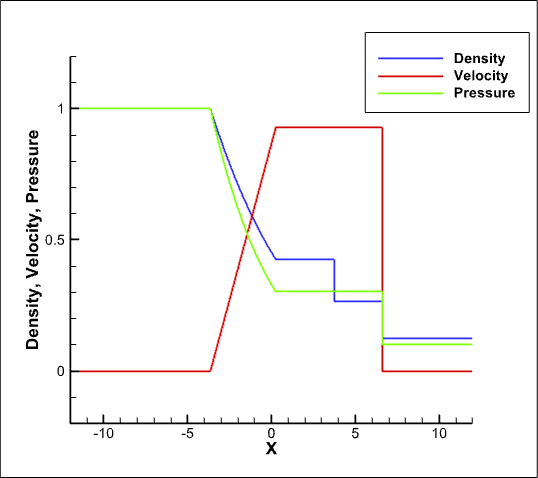 Density
Velocity
Pressure
Density, Velocity, Pressure
1
0.5
0
-10 -5 0 5 10
X